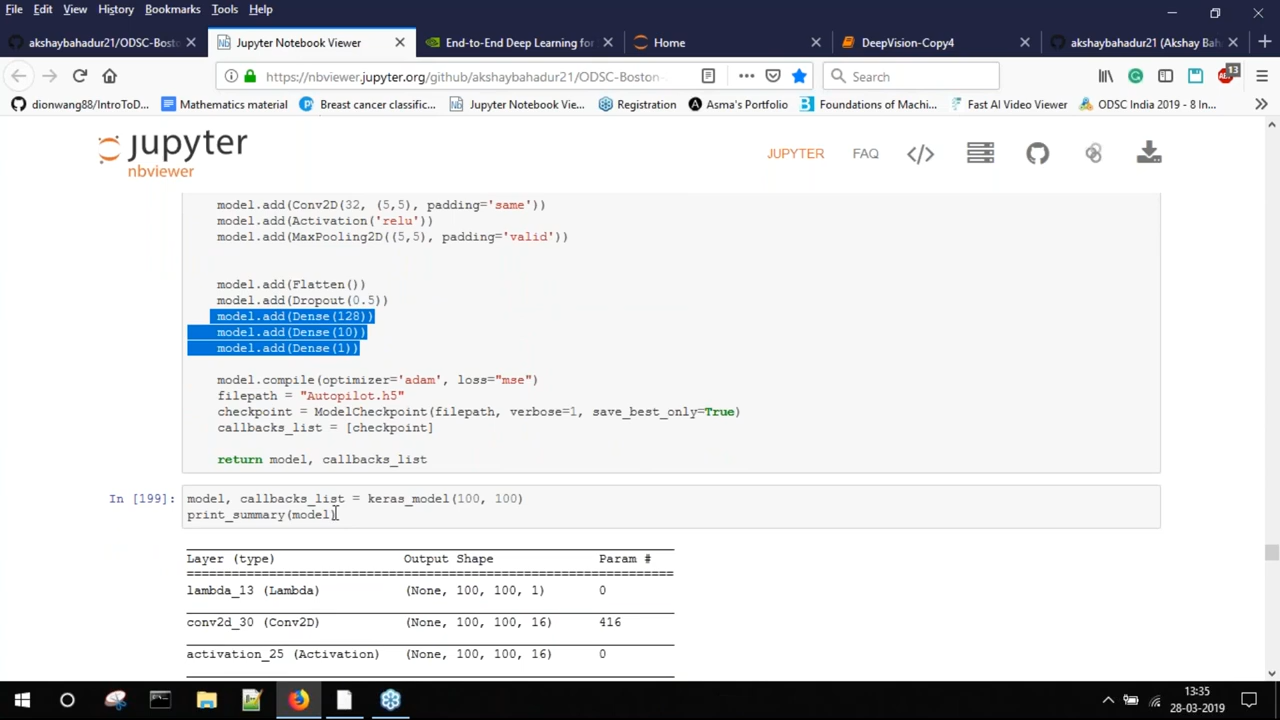 File Edit View History Bookmarks Tools Help
akshaybahadur21/ODSC-Bosto
Jupyter Notebook Viewer
End-to-End Deep Learning for
Home
DeepVision-Copy4
akshaybahadur21 (Akshay Bah
https://nbviewer.jupyter.org/github/akshaybahadur21/ODSC-Boston-
Search
13
dionwang88/IntroToD...
Mathematics material
Breast cancer classific...
Jupyter Notebook Vie...
Registration
Asma's Portfolio
Foundations of Machi...
Fast AI Video Viewer
ODSC India 2019 - 8 In...
jupyter
nbviewer
JUPYTER FAQ
model.add(Conv2D(32, (5,5), padding='same'))
model.add(Activation('relu'))
model.add(MaxPooling2D((5,5), padding='valid'))
model.add(Flatten())
model.add(Dropout(0.5))
model.add(Dense(128))
model.add(Dense(10))
model.add(Dense(1))
model.compile(optimizer='adam', loss="mse")
filepath = "Autopilot.h5"
checkpoint = ModelCheckpoint(filepath, verbose=1, save_best_only=True)
callbacks_list = [checkpoint]
return model, callbacks_list
In [199]: model, callbacks_list = keras_model(100, 100)
print_summary(model)
Layer (type) Output Shape Param #
=================================================================
lambda_13 (Lambda) (None, 100, 100, 1) 0
conv2d_30 (Conv2D) (None, 100, 100, 16) 416
activation_25 (Activation) (None, 100, 100, 16) 0
13:35
28-03-2019